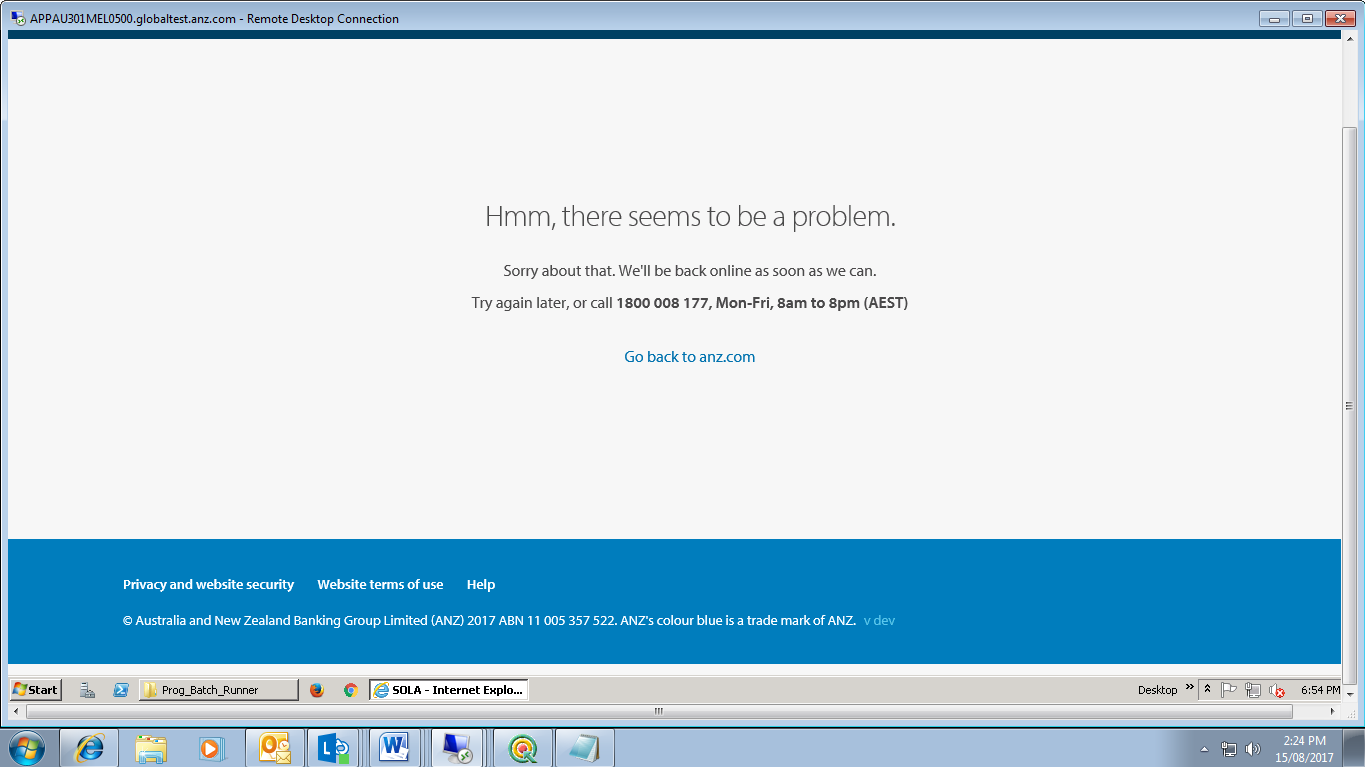 APPAU301MEL0500.globaltest.anz.com - Remote Desktop Connection
Hmm, there seems to be a problem.
Sorry about that. We'll be back online as soon as we can.
Try again later, or call 1800 008 177, Mon-Fri, 8am to 8pm (AEST)
Go back to anz.com
Privacy and website security Website terms of use Help
© Australia and New Zealand Banking Group Limited (ANZ) 2017 ABN 11 005 357 522. ANZ's colour blue is a trade mark of ANZ. v dev
Start Prog_Batch_Runner SOLA - Internet Explo... Desktop 6:54 PM
2:24 PM
15/08/2017